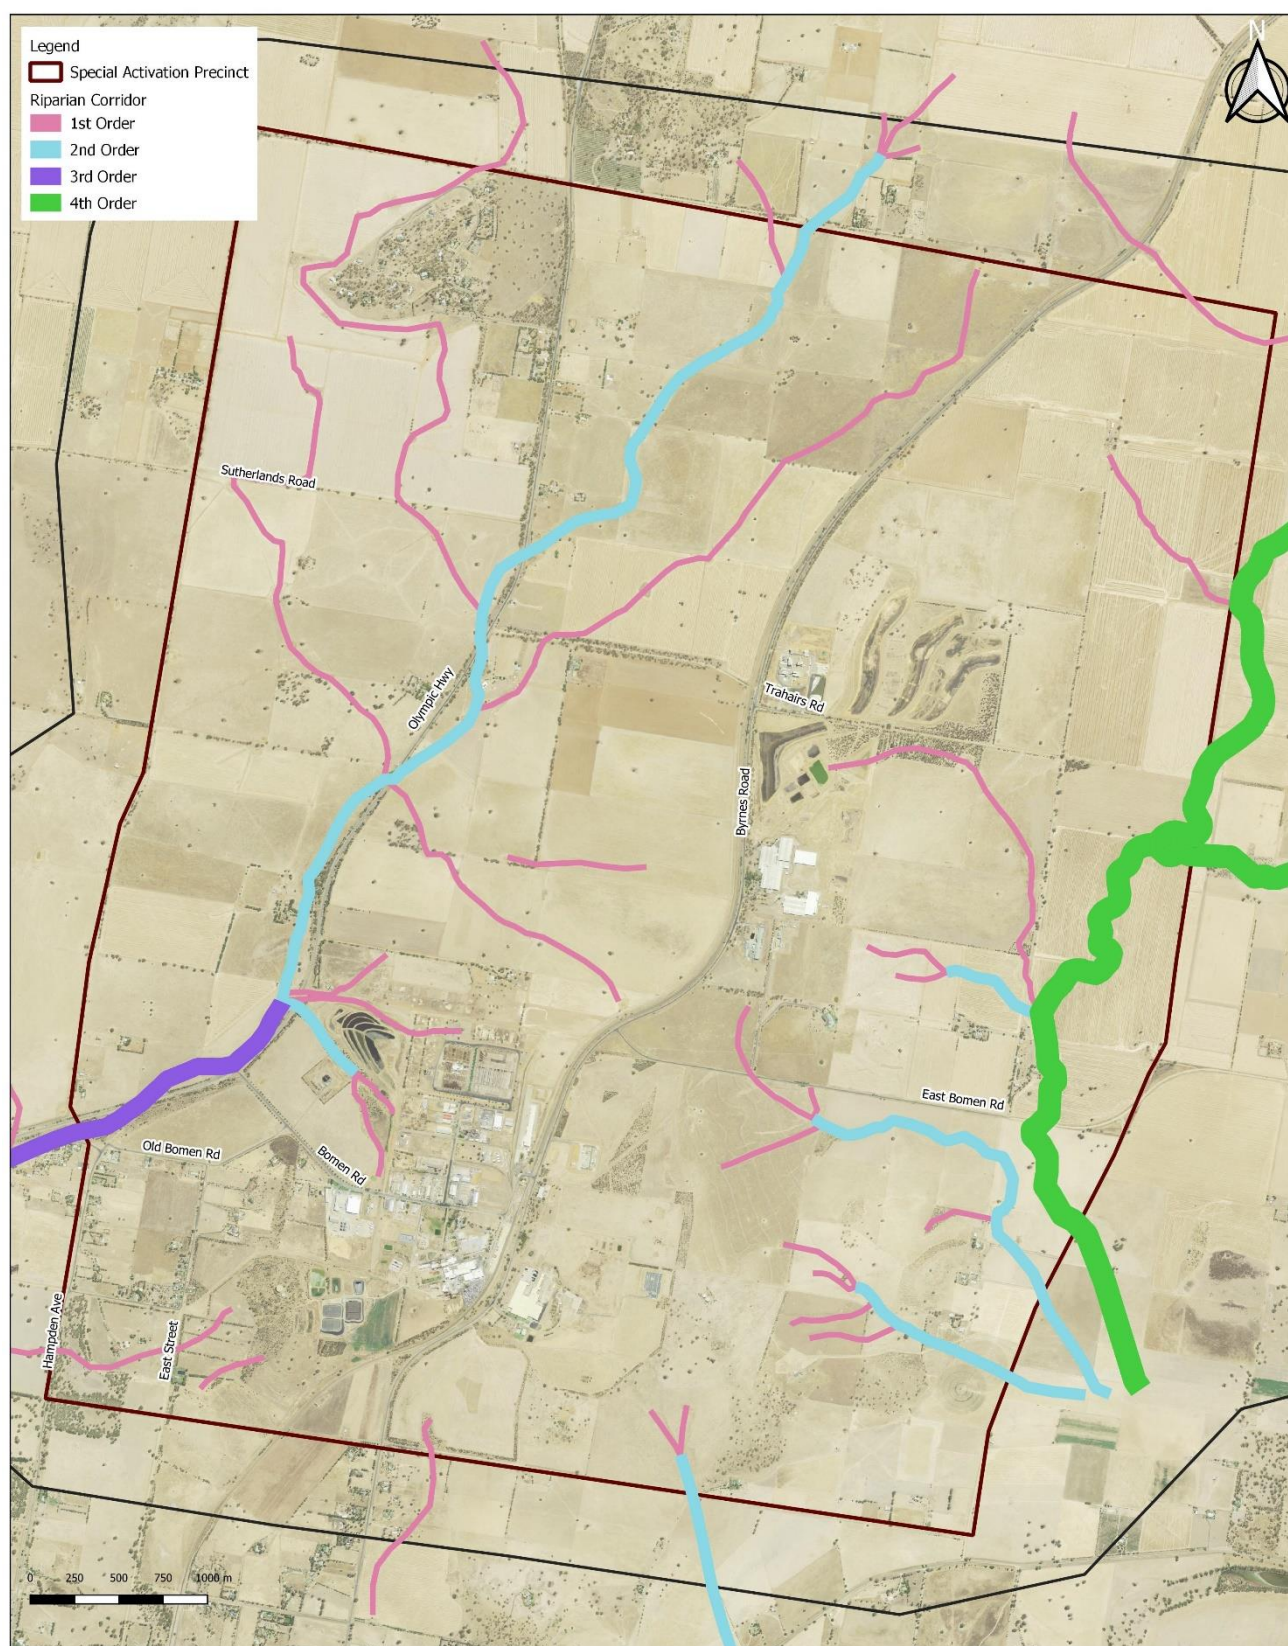 Legend
Special Activation Precinct
Riparian Corridor
1st Order
2nd Order
3rd Order
4th Order
N
Sutherlands Road
Olympic Hwy
Trahairs Rd
Byrnes Road
East Bomen Rd
Old Bomen Rd
Bomen Rd
Hampden Ave
East Street
0 250 500 750 1000 m